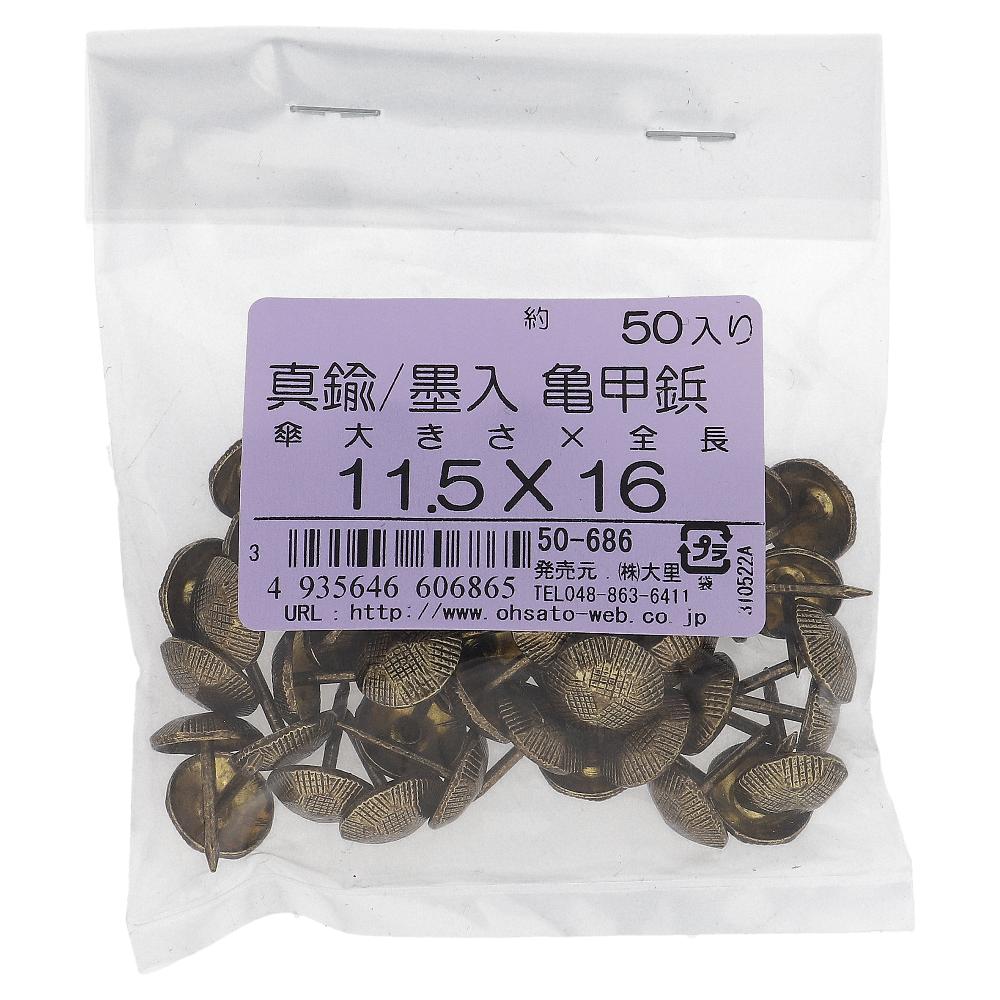 約 50入り
真鍮/墨入 亀甲鋲
傘大きさ×全長
11.5X16
3
50-686
プラ
袋
発売元．㈱大里
4 935646 606865
TEL048-863-6411
URL：http://www.ohsato-web.co.jp
310522A